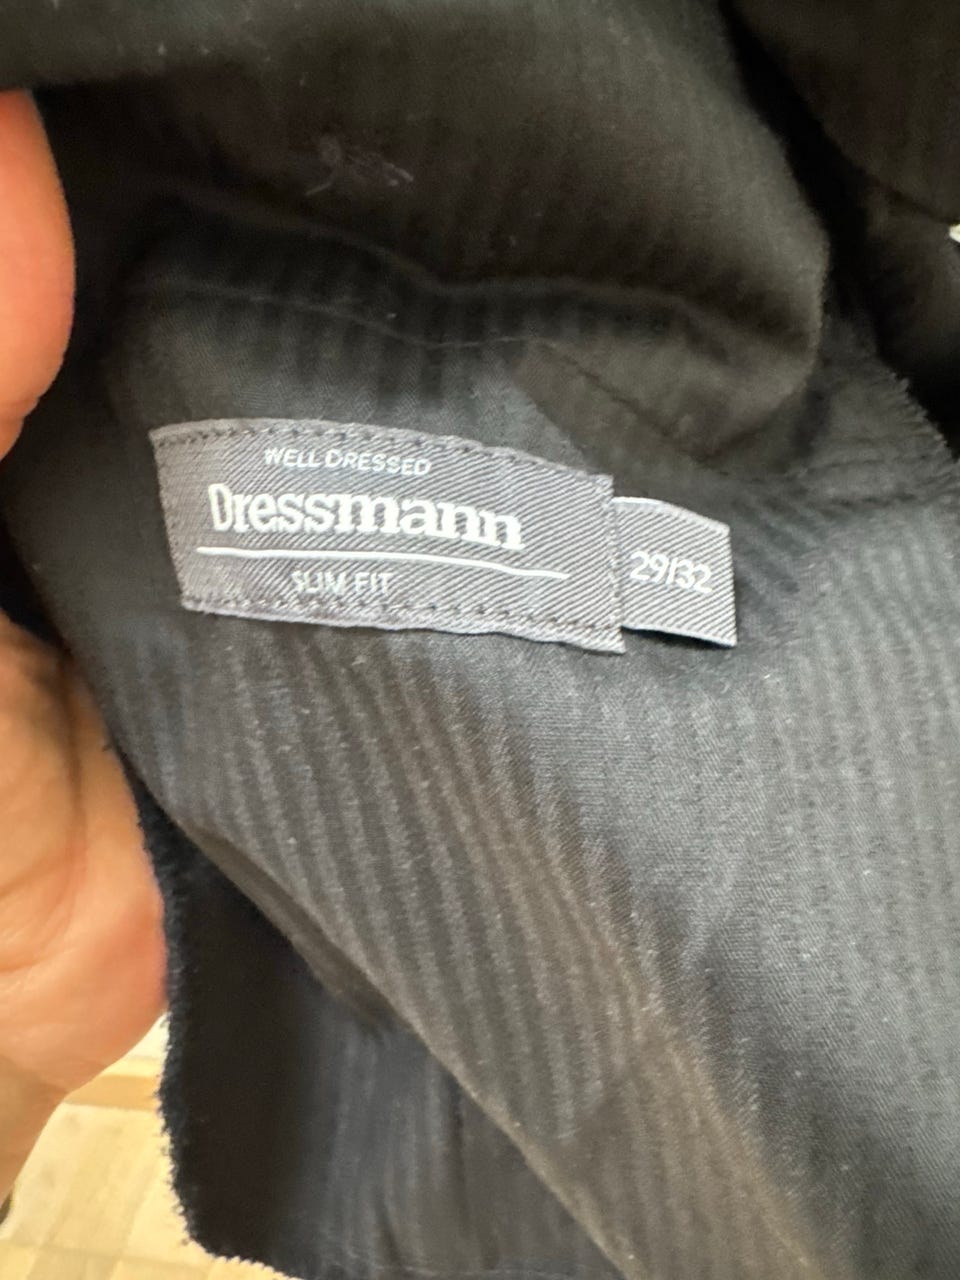 WELL DRESSED
Dressmann
SLIM FIT
29/32